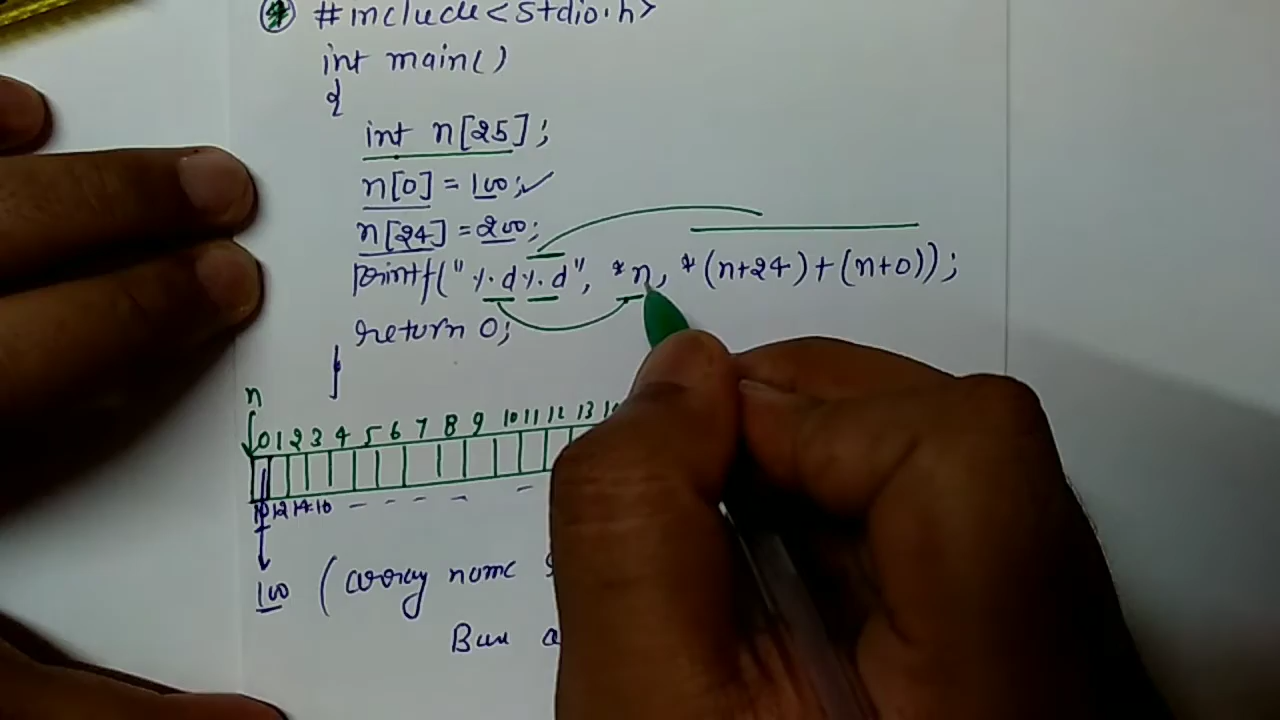 #include<stdio.h>
int main()
{
int n[25];
n[0] = 100;
n[24] = 200;
printf("%d%d", *n, *(n+24)+(n+0));
return 0;
}
n
0 1 2 3 4 5 6 7 8 9 10 11 12 13
10 12 14 16
100 (array name